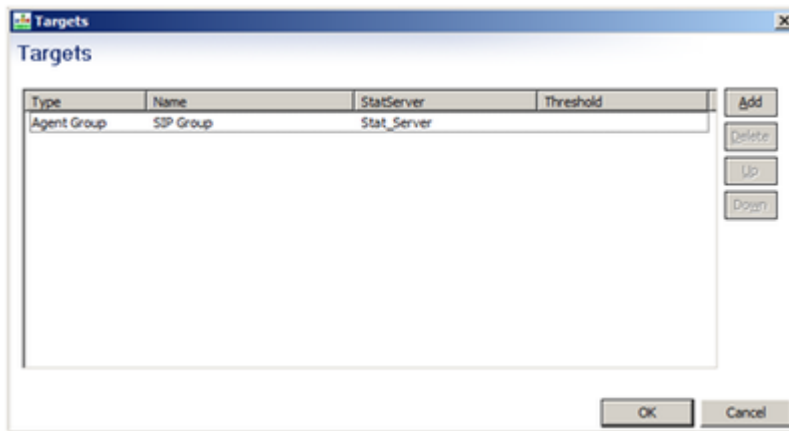 Targets
Targets
Type Name StatServer Threshold
Agent Group SIP Group Stat_Server
Add
Delete
Up
Down
OK Cancel